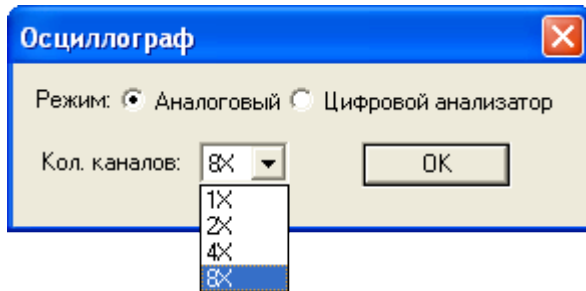 Осциллограф
Режим: Аналоговый Цифровой анализатор
Кол. каналов: 8X OK
1X
2X
4X
8X